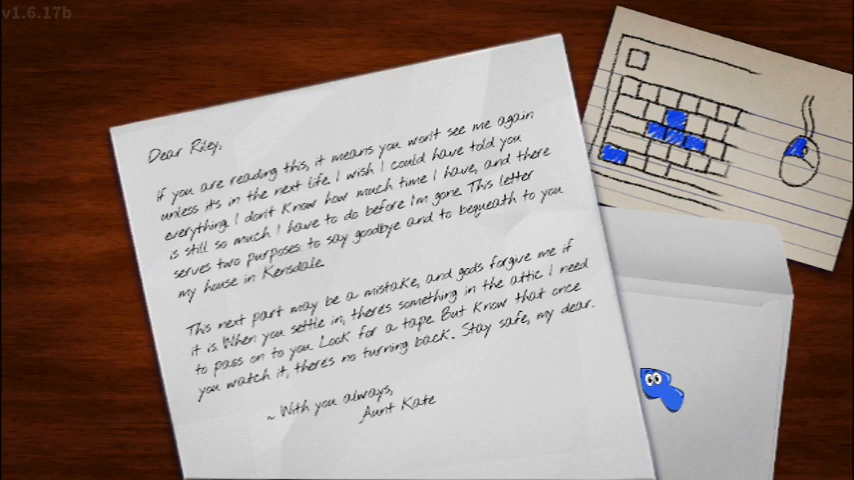 v1.6.17b
Dear Riley,
If you are reading this, it means you won't see me again
unless it's in the next life. I wish I could have told you
everything. I don't know how much time I have, and there
is still so much I have to do before I'm gone. This letter
serves two purposes: to say goodbye and to bequeath to you
my house in Kensdale.
This next part may be a mistake, and gods forgive me if
it is. When you settle in, there's something in the attic I need
to pass on to you. Look for a tape. But know that once
you watch it, there's no turning back. Stay safe, my dear.
~ With you always,
Aunt Kate